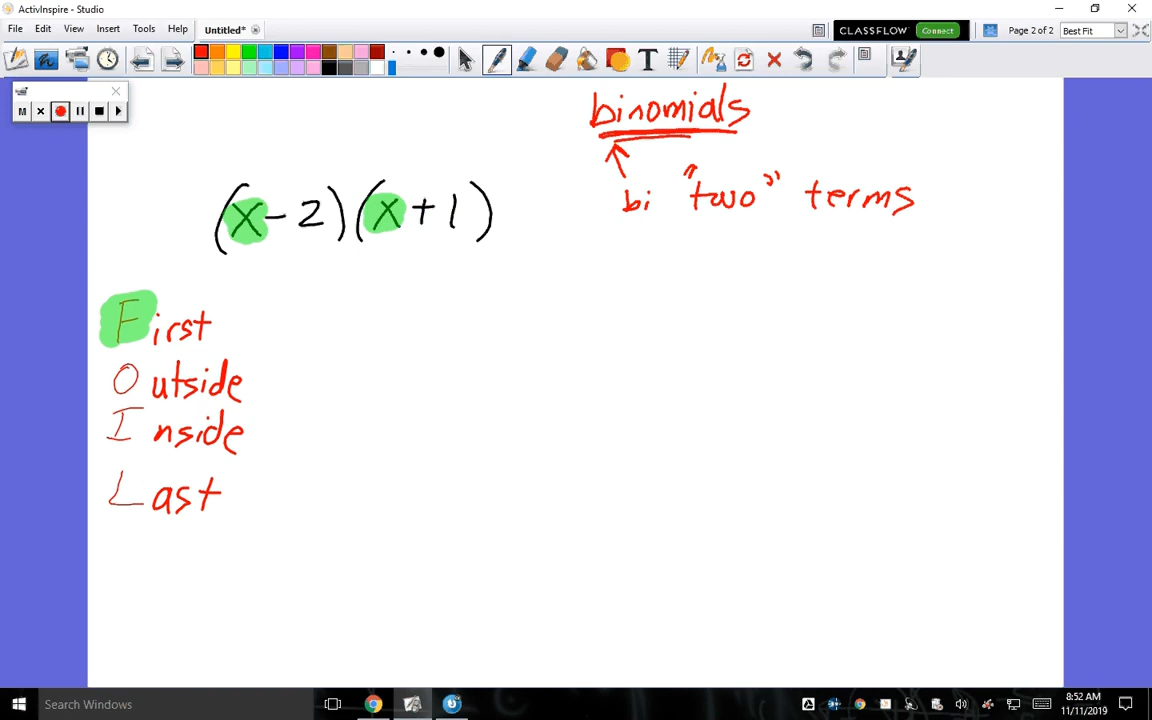 ActivInspire - Studio
File Edit View Insert Tools Help Untitled* CLASSFLOW Connect Page 2 of 2 Best Fit
M
binomials
bi "two" terms
(x-2)(x+1)
First
Outside
Inside
Last
Search Windows
8:52 AM
11/11/2019